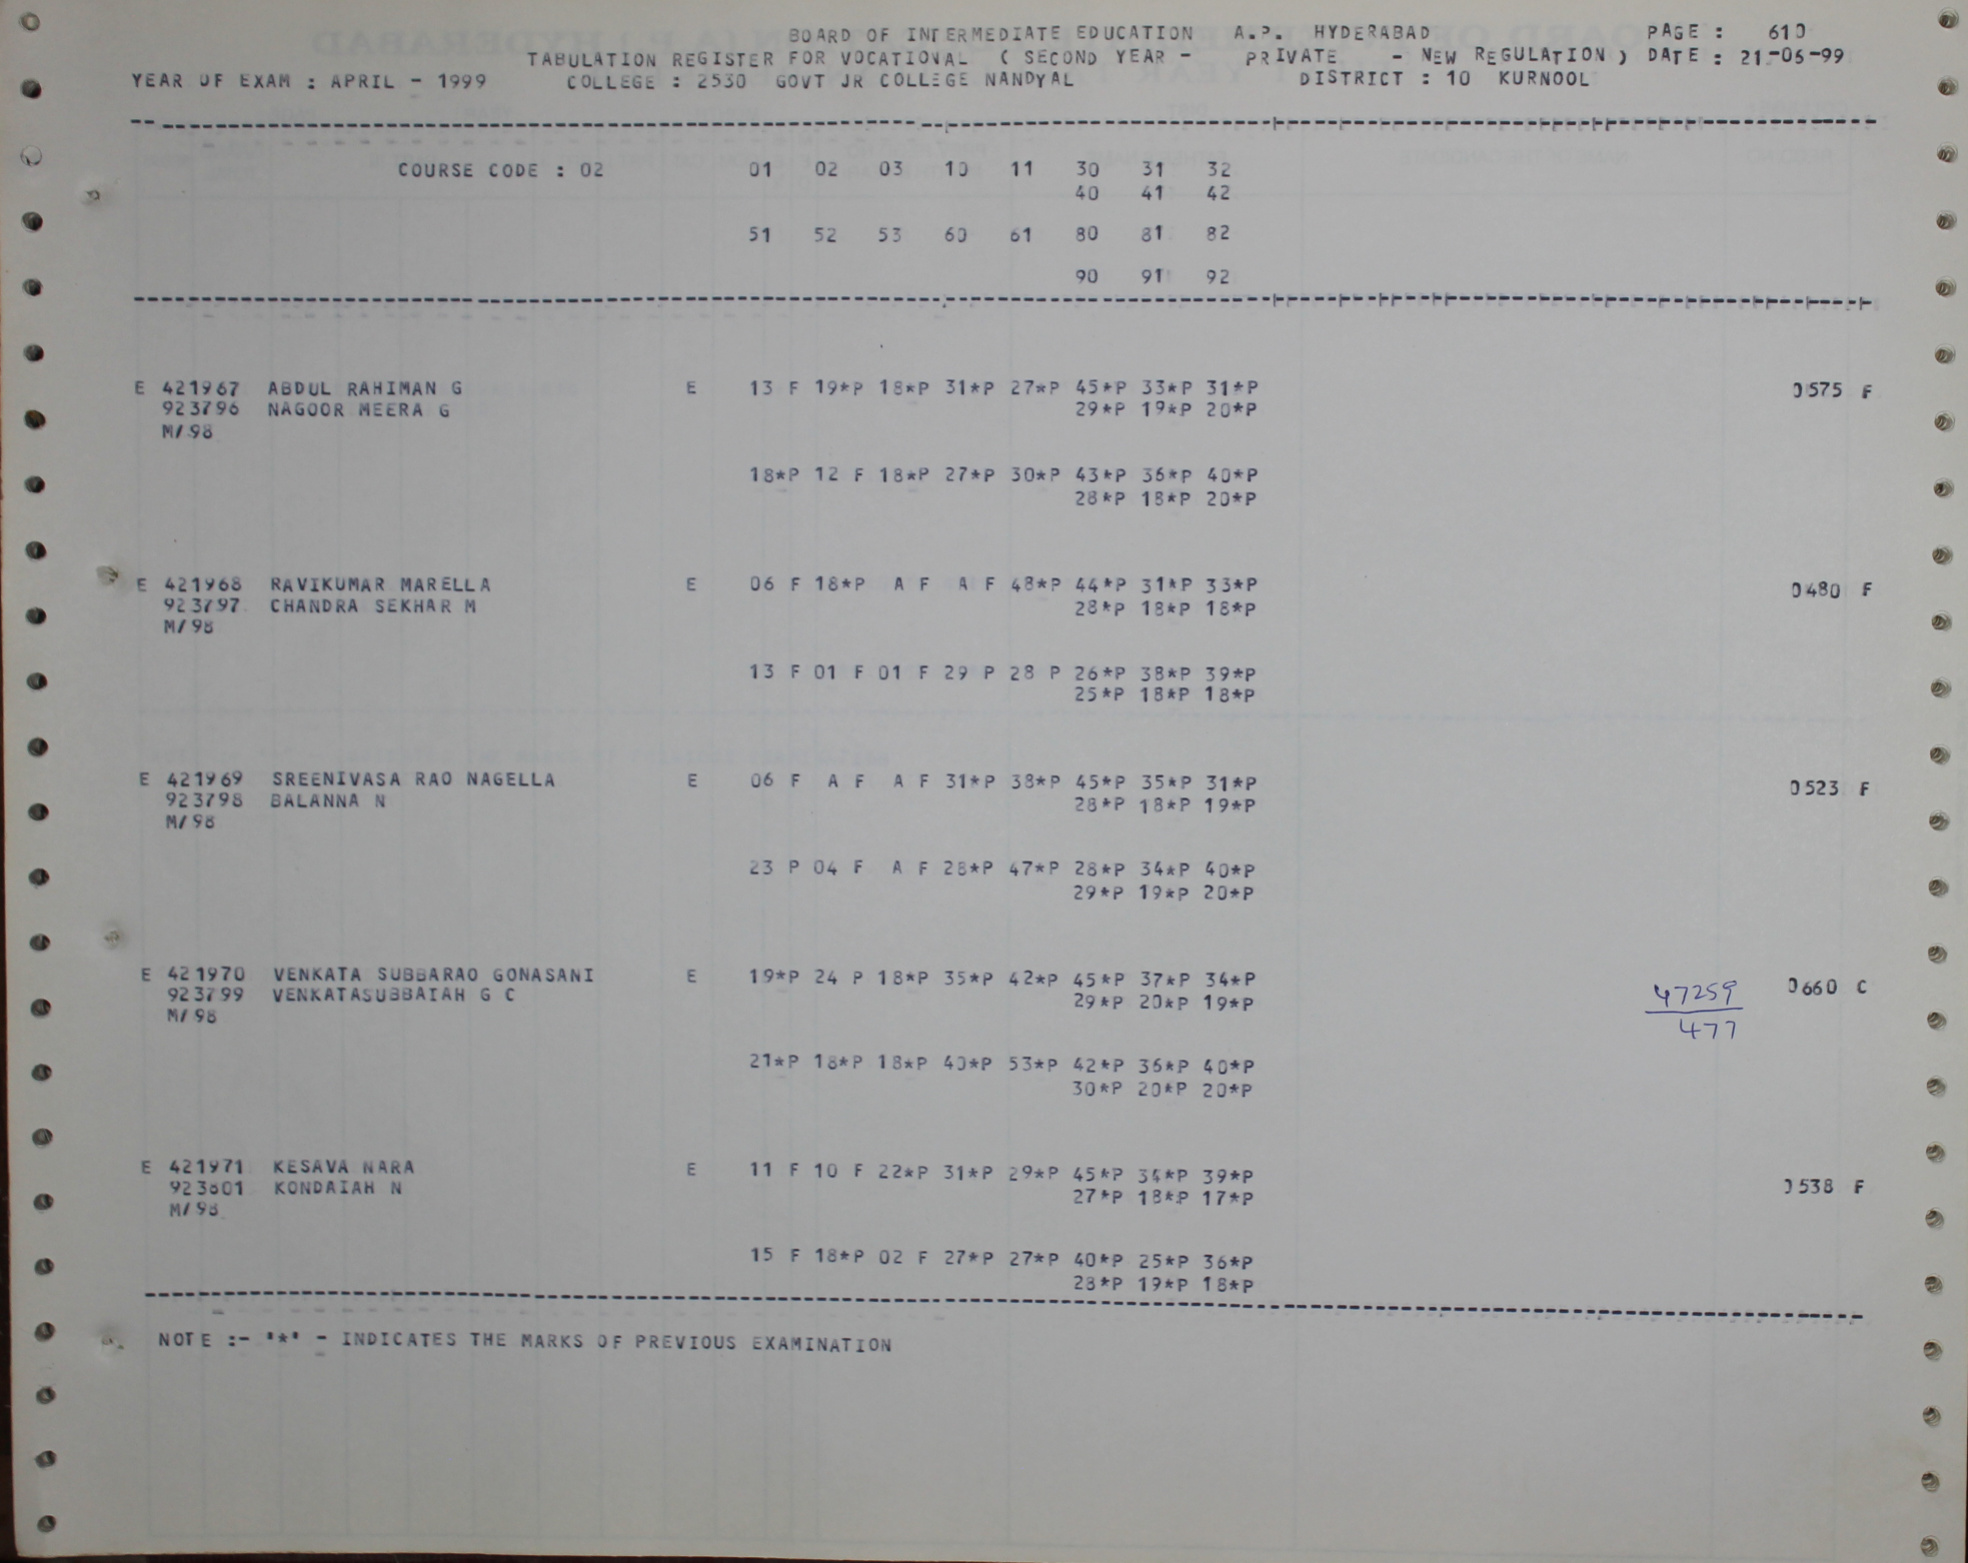 BOARD OF INTERMEDIATE EDUCATION A.P. HYDERABAD PAGE : 610
TABULATION REGISTER FOR VOCATIONAL ( SECOND YEAR - PRIVATE - NEW REGULATION ) DATE : 21-06-99
YEAR OF EXAM : APRIL - 1999 COLLEGE : 2530 GOVT JR COLLEGE NANDYAL DISTRICT : 10 KURNOOL
COURSE CODE : 02 01 02 03 10 11 30 31 32
40 41 42
51 52 53 60 61 80 81 82
90 91 92
E 421967 ABDUL RAHIMAN G E 13 F 19*P 18*P 31*P 27*P 45*P 33*P 31*P 0575 F
923796 NAGOOR MEERA G 29*P 19*P 20*P
M/98
18*P 12 F 18*P 27*P 30*P 43*P 36*P 40*P
28*P 18*P 20*P
E 421968 RAVIKUMAR MARELLA E 06 F 18*P A F A F 48*P 44*P 31*P 33*P 0480 F
923797 CHANDRA SEKHAR M 28*P 18*P 18*P
M/98
13 F 01 F 01 F 29 P 28 P 26*P 38*P 39*P
25*P 18*P 18*P
E 421969 SREENIVASA RAO NAGELLA E 06 F A F A F 31*P 38*P 45*P 35*P 31*P 0523 F
923798 BALANNA N 28*P 18*P 19*P
M/98
23 P 04 F A F 28*P 47*P 28*P 34*P 40*P
29*P 19*P 20*P
E 421970 VENKATA SUBBARAO GONASANI E 19*P 24 P 18*P 35*P 42*P 45*P 37*P 34*P 47259 0660 C
923799 VENKATASUBBAIAH G C 29*P 20*P 19*P
M/98 477
21*P 18*P 18*P 40*P 53*P 42*P 36*P 40*P
30*P 20*P 20*P
E 421971 KESAVA NARA E 11 F 10 F 22*P 31*P 29*P 45*P 34*P 39*P 0538 F
923801 KONDAIAH N 27*P 18*P 17*P
M/98
15 F 18*P 02 F 27*P 27*P 40*P 25*P 36*P
28*P 19*P 18*P
NOTE :- "*" - INDICATES THE MARKS OF PREVIOUS EXAMINATION